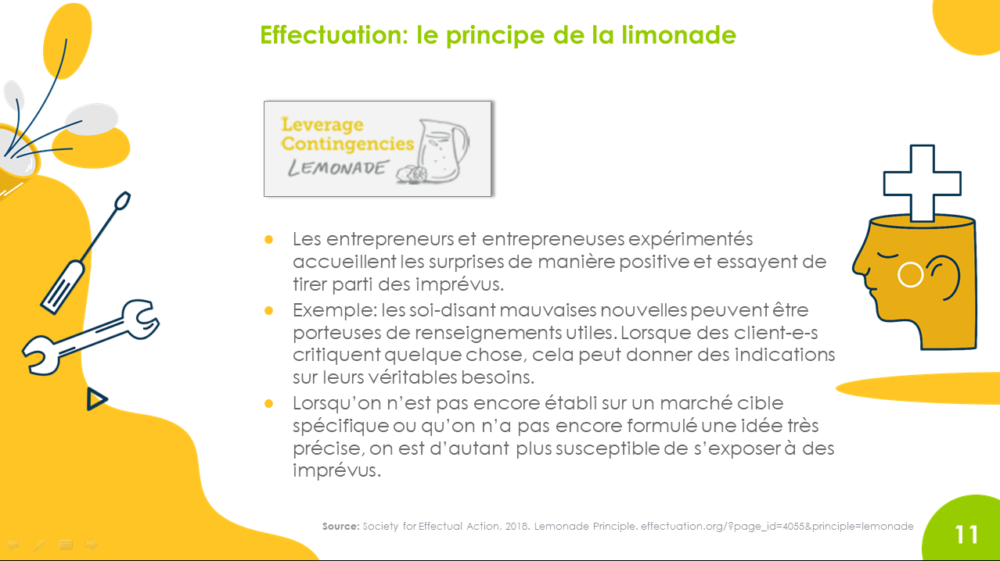 Effectuation: le principe de la limonade
Leverage
Contingencies
LEMONADE
● Les entrepreneurs et entrepreneuses expérimentés
accueillent les surprises de manière positive et essayent de
tirer parti des imprévus.
● Exemple: les soi-disant mauvaises nouvelles peuvent être
porteuses de renseignements utiles. Lorsque des client-e-s
critiquent quelque chose, cela peut donner des indications
sur leurs véritables besoins.
● Lorsqu’on n’est pas encore établi sur un marché cible
spécifique ou qu’on n’a pas encore formulé une idée très
précise, on est d’autant plus susceptible de s’exposer à des
imprévus.
Source: Society for Effectual Action, 2018. Lemonade Principle. effectuation.org/?page_id=4055&principle=lemonade
11